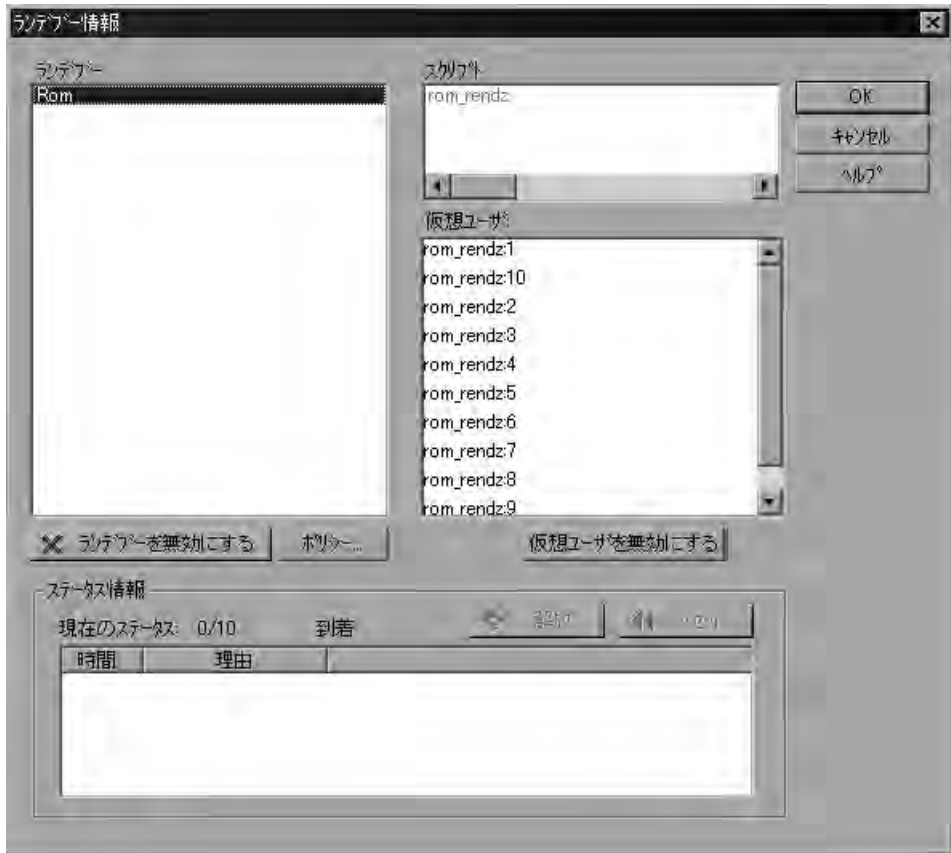 ランデブー情報
ランデブー
Rom
スクリプト
rom_rendz
OK
キャンセル
ヘルプ
仮想ユーザ:
rom_rendz:1
rom_rendz:10
rom_rendz:2
rom_rendz:3
rom_rendz:4
rom_rendz:5
rom_rendz:6
rom_rendz:7
rom_rendz:8
rom_rendz:9
ランデブーを無効にする
ポリシー...
仮想ユーザを無効にする
ステータス情報
現在のステータス: 0/10 到着
時間 理由